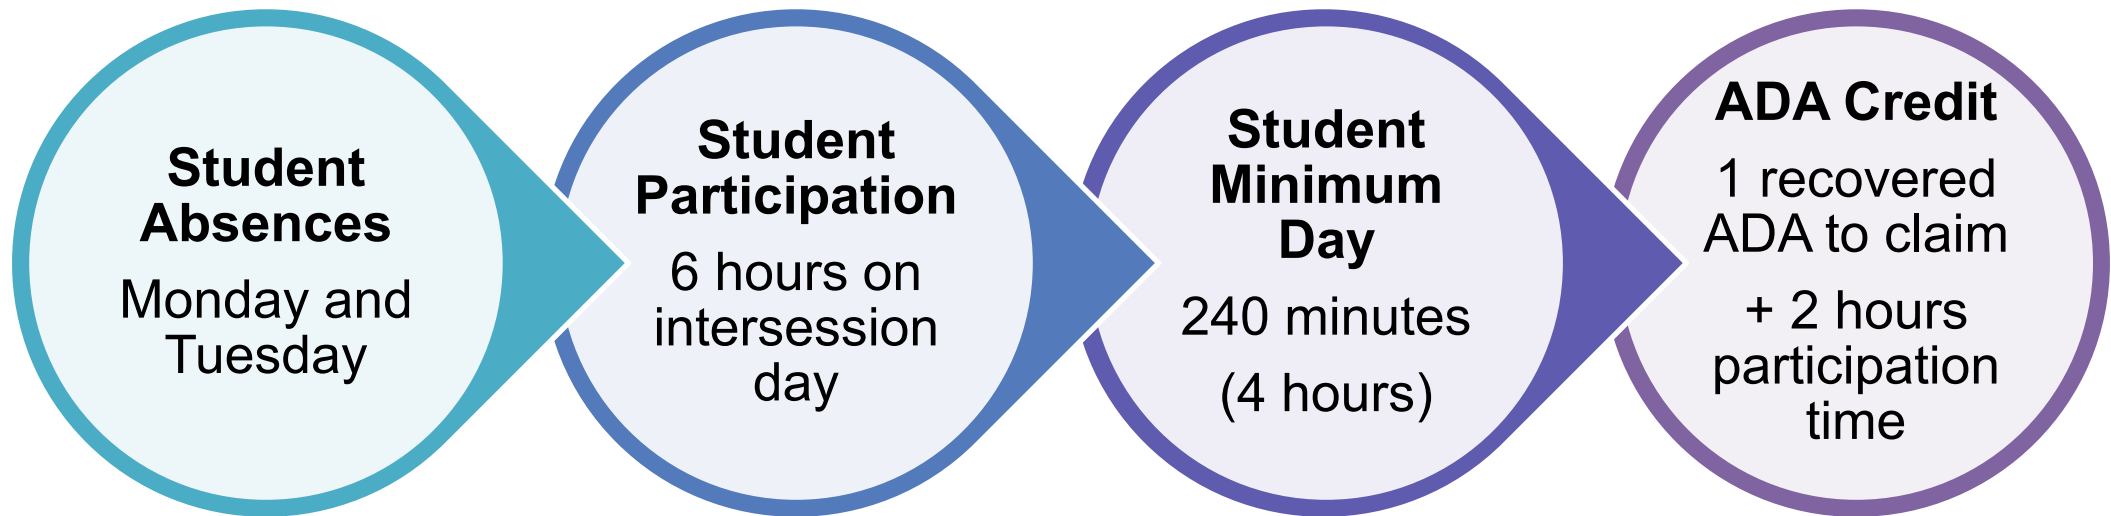 Student
Absences
Monday and
Tuesday
Student
Participation
6 hours on
intersession
day
Student
Minimum
Day
240 minutes
(4 hours)
ADA Credit
1 recovered
ADA to claim
+ 2 hours
participation
time